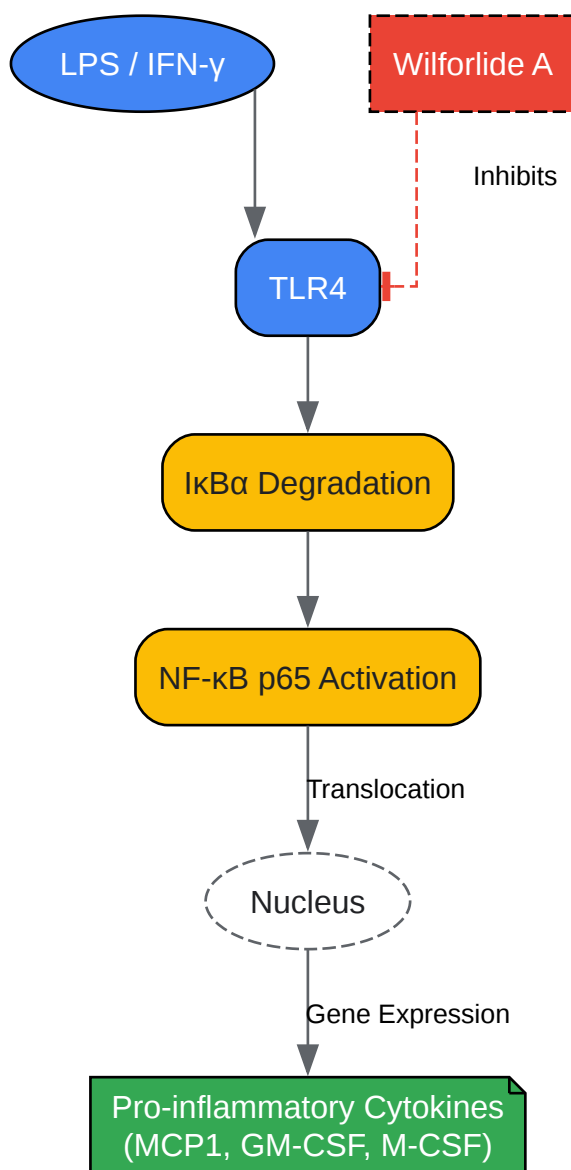 LPS / IFN-γ
Wilforlide A
Inhibits
TLR4
IκBα Degradation
NF-κB p65 Activation
Translocation
Nucleus
Gene Expression
Pro-inflammatory Cytokines
(MCP1, GM-CSF, M-CSF)